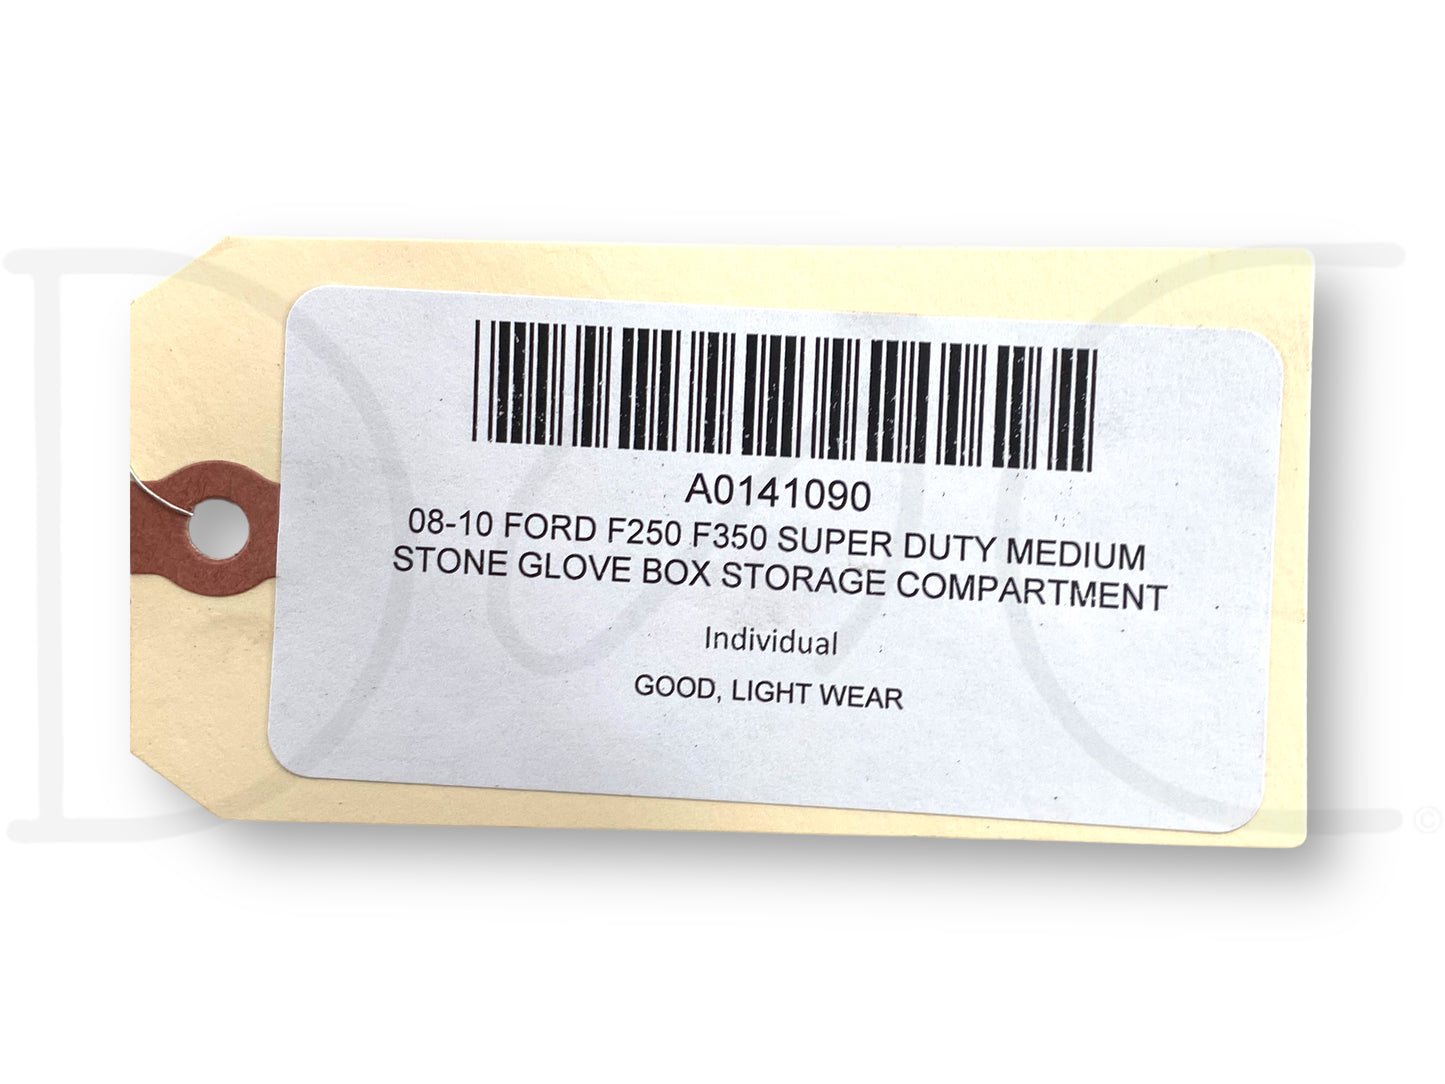 A0141090
08-10 FORD F250 F350 SUPER DUTY MEDIUM
STONE GLOVE BOX STORAGE COMPARTMENT
Individual
GOOD, LIGHT WEAR
©